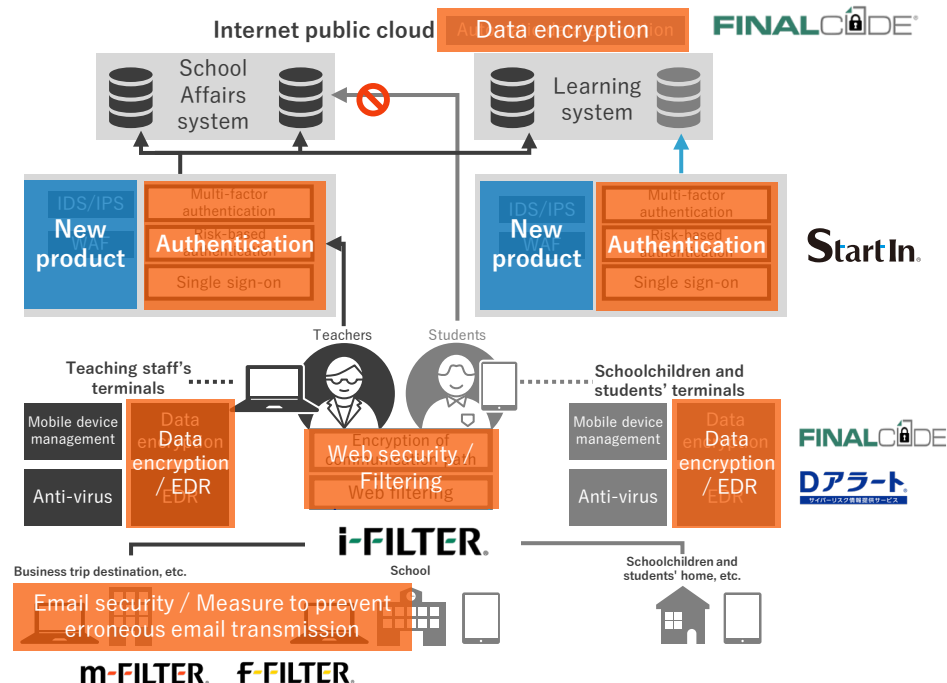 Internet public cloud
Data encryption
FINALCODE®
School
Affairs
system
Learning
system
IDS/IPS
WAF
New
product
Multi-factor
authentication
Risk-based
authentication
Authentication
Single sign-on
IDS/IPS
WAF
New
product
Multi-factor
authentication
Risk-based
authentication
Authentication
Single sign-on
StartIn®
Teachers
Students
Teaching staff's
terminals
Schoolchildren and
students' terminals
Mobile device
management
Data
encryption
EDR
Data
encryption
/ EDR
Anti-virus
Encryption of
communication path
Web filtering
Web security /
Filtering
Mobile device
management
Data
encryption
EDR
Data
encryption
/ EDR
Anti-virus
FINALCODE
Dアラート®
サイバーリスク情報提供サービス
i-FILTER®
Business trip destination, etc.
School
Schoolchildren and
students' home, etc.
Email security / Measure to prevent
erroneous email transmission
m-FILTER®
f-FILTER®